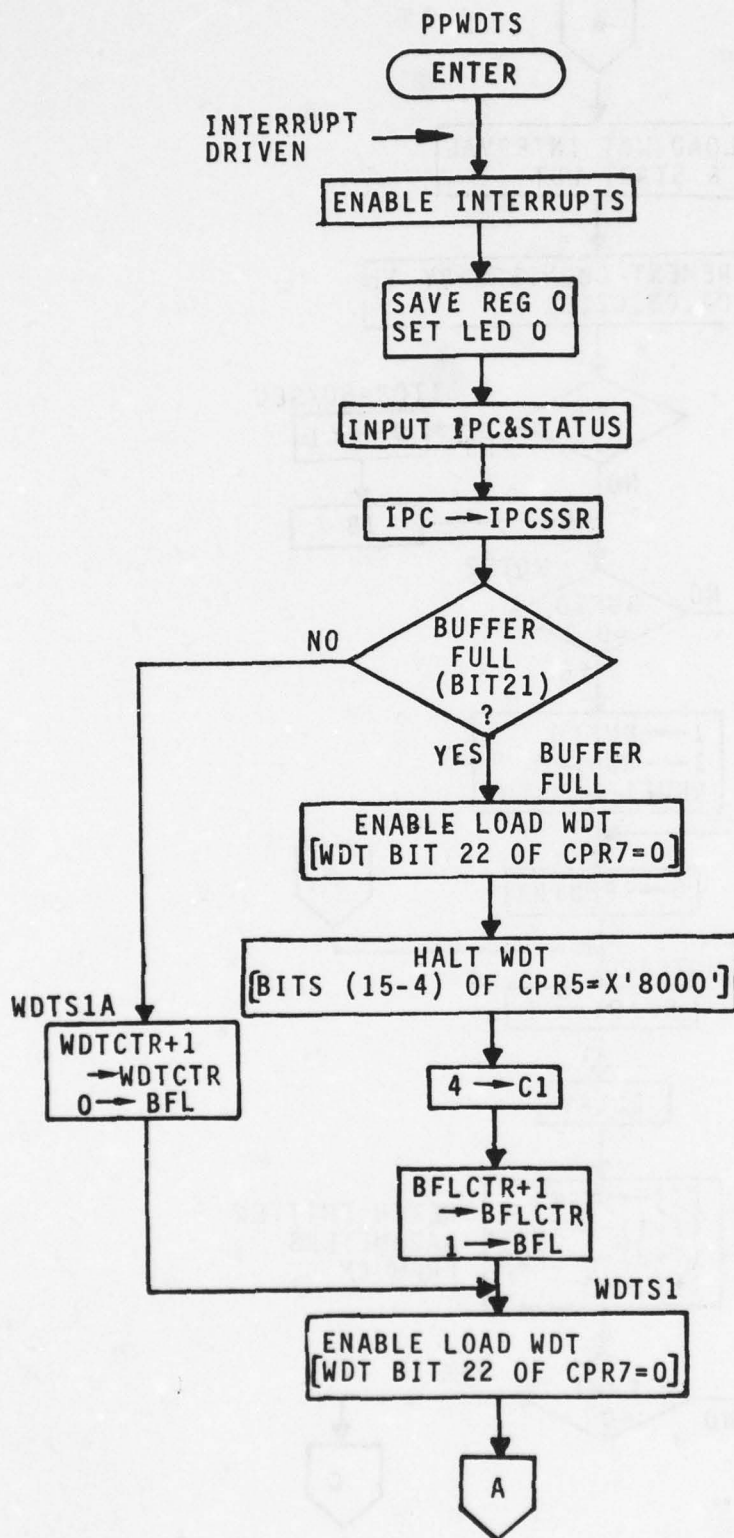 PPWDTS
ENTER
INTERRUPT
DRIVEN
ENABLE INTERRUPTS
SAVE REG 0
SET LED 0
INPUT IPC&STATUS
IPC → IPCSSR
BUFFER
FULL
(BIT21)
?
NO
YES
BUFFER
FULL
ENABLE LOAD WDT
[WDT BIT 22 OF CPR7=0]
HALT WDT
[BITS (15-4) OF CPR5=X'8000']
WDTS1A
WDTCTR+1
→WDTCTR
0→ BFL
4 → C1
BFLCTR+1
→BFLCTR
1→BFL
WDTS1
ENABLE LOAD WDT
[WDT BIT 22 OF CPR7=0]
A